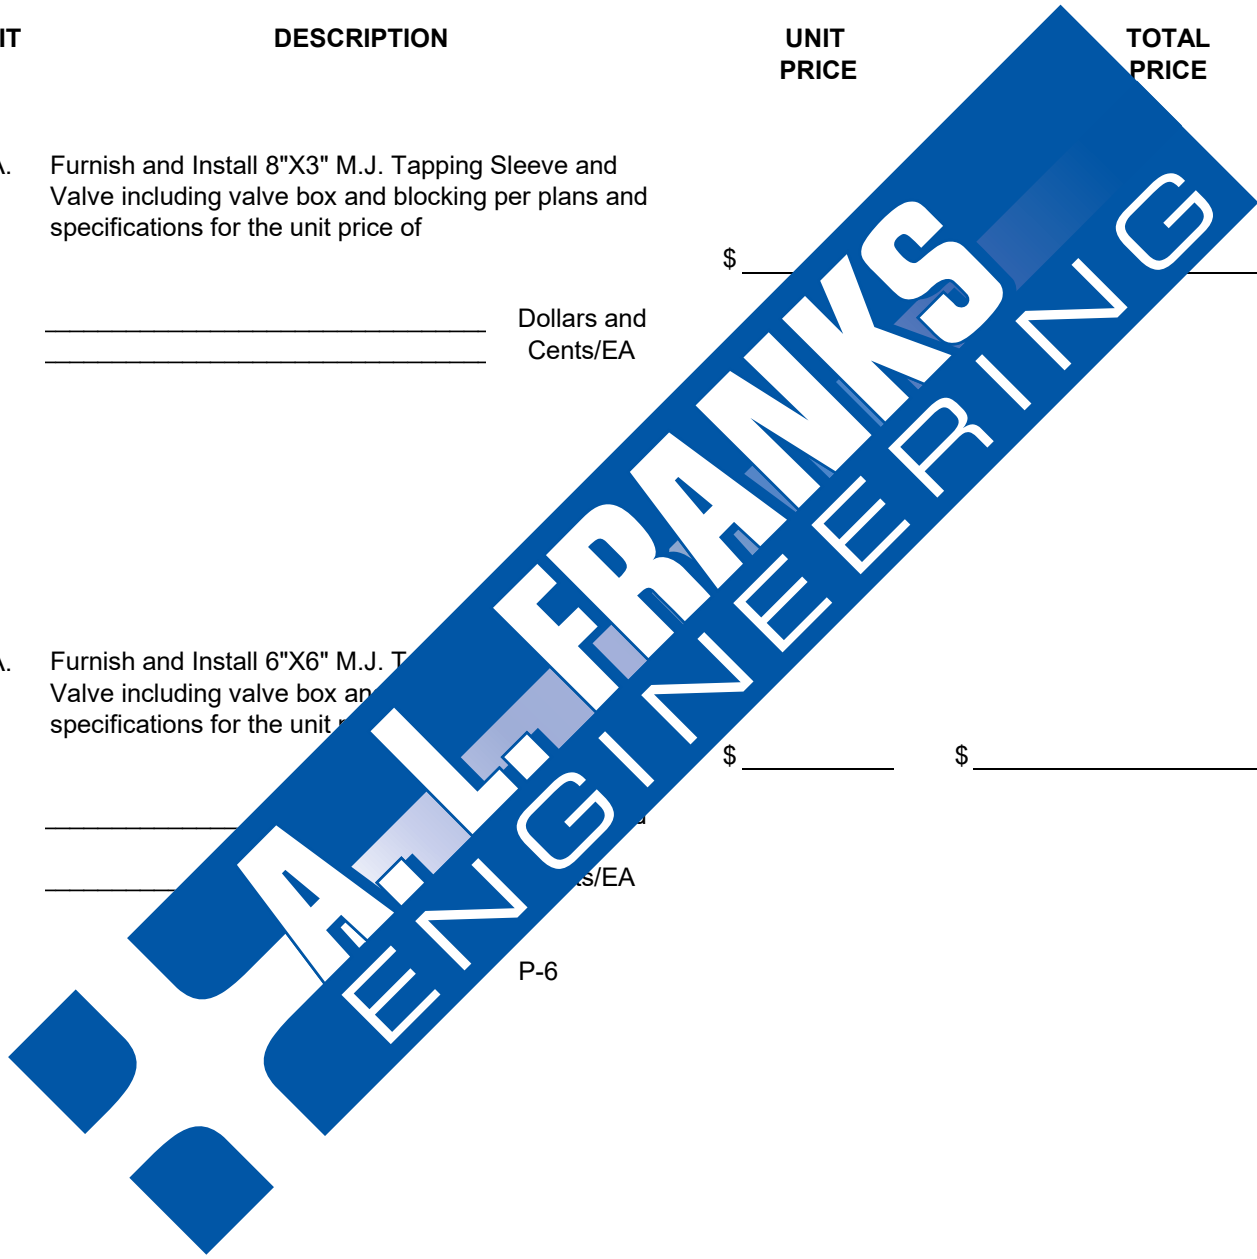 IT DESCRIPTION UNIT TOTAL
PRICE PRICE
A. Furnish and Install 8"X3" M.J. Tapping Sleeve and
Valve including valve box and blocking per plans and
specifications for the unit price of
$
Dollars and
Cents/EA
A. Furnish and Install 6"X6" M.J. T
Valve including valve box an
specifications for the unit
$ $
s/EA
P-6
A.L. FRANKS
ENGINEERING